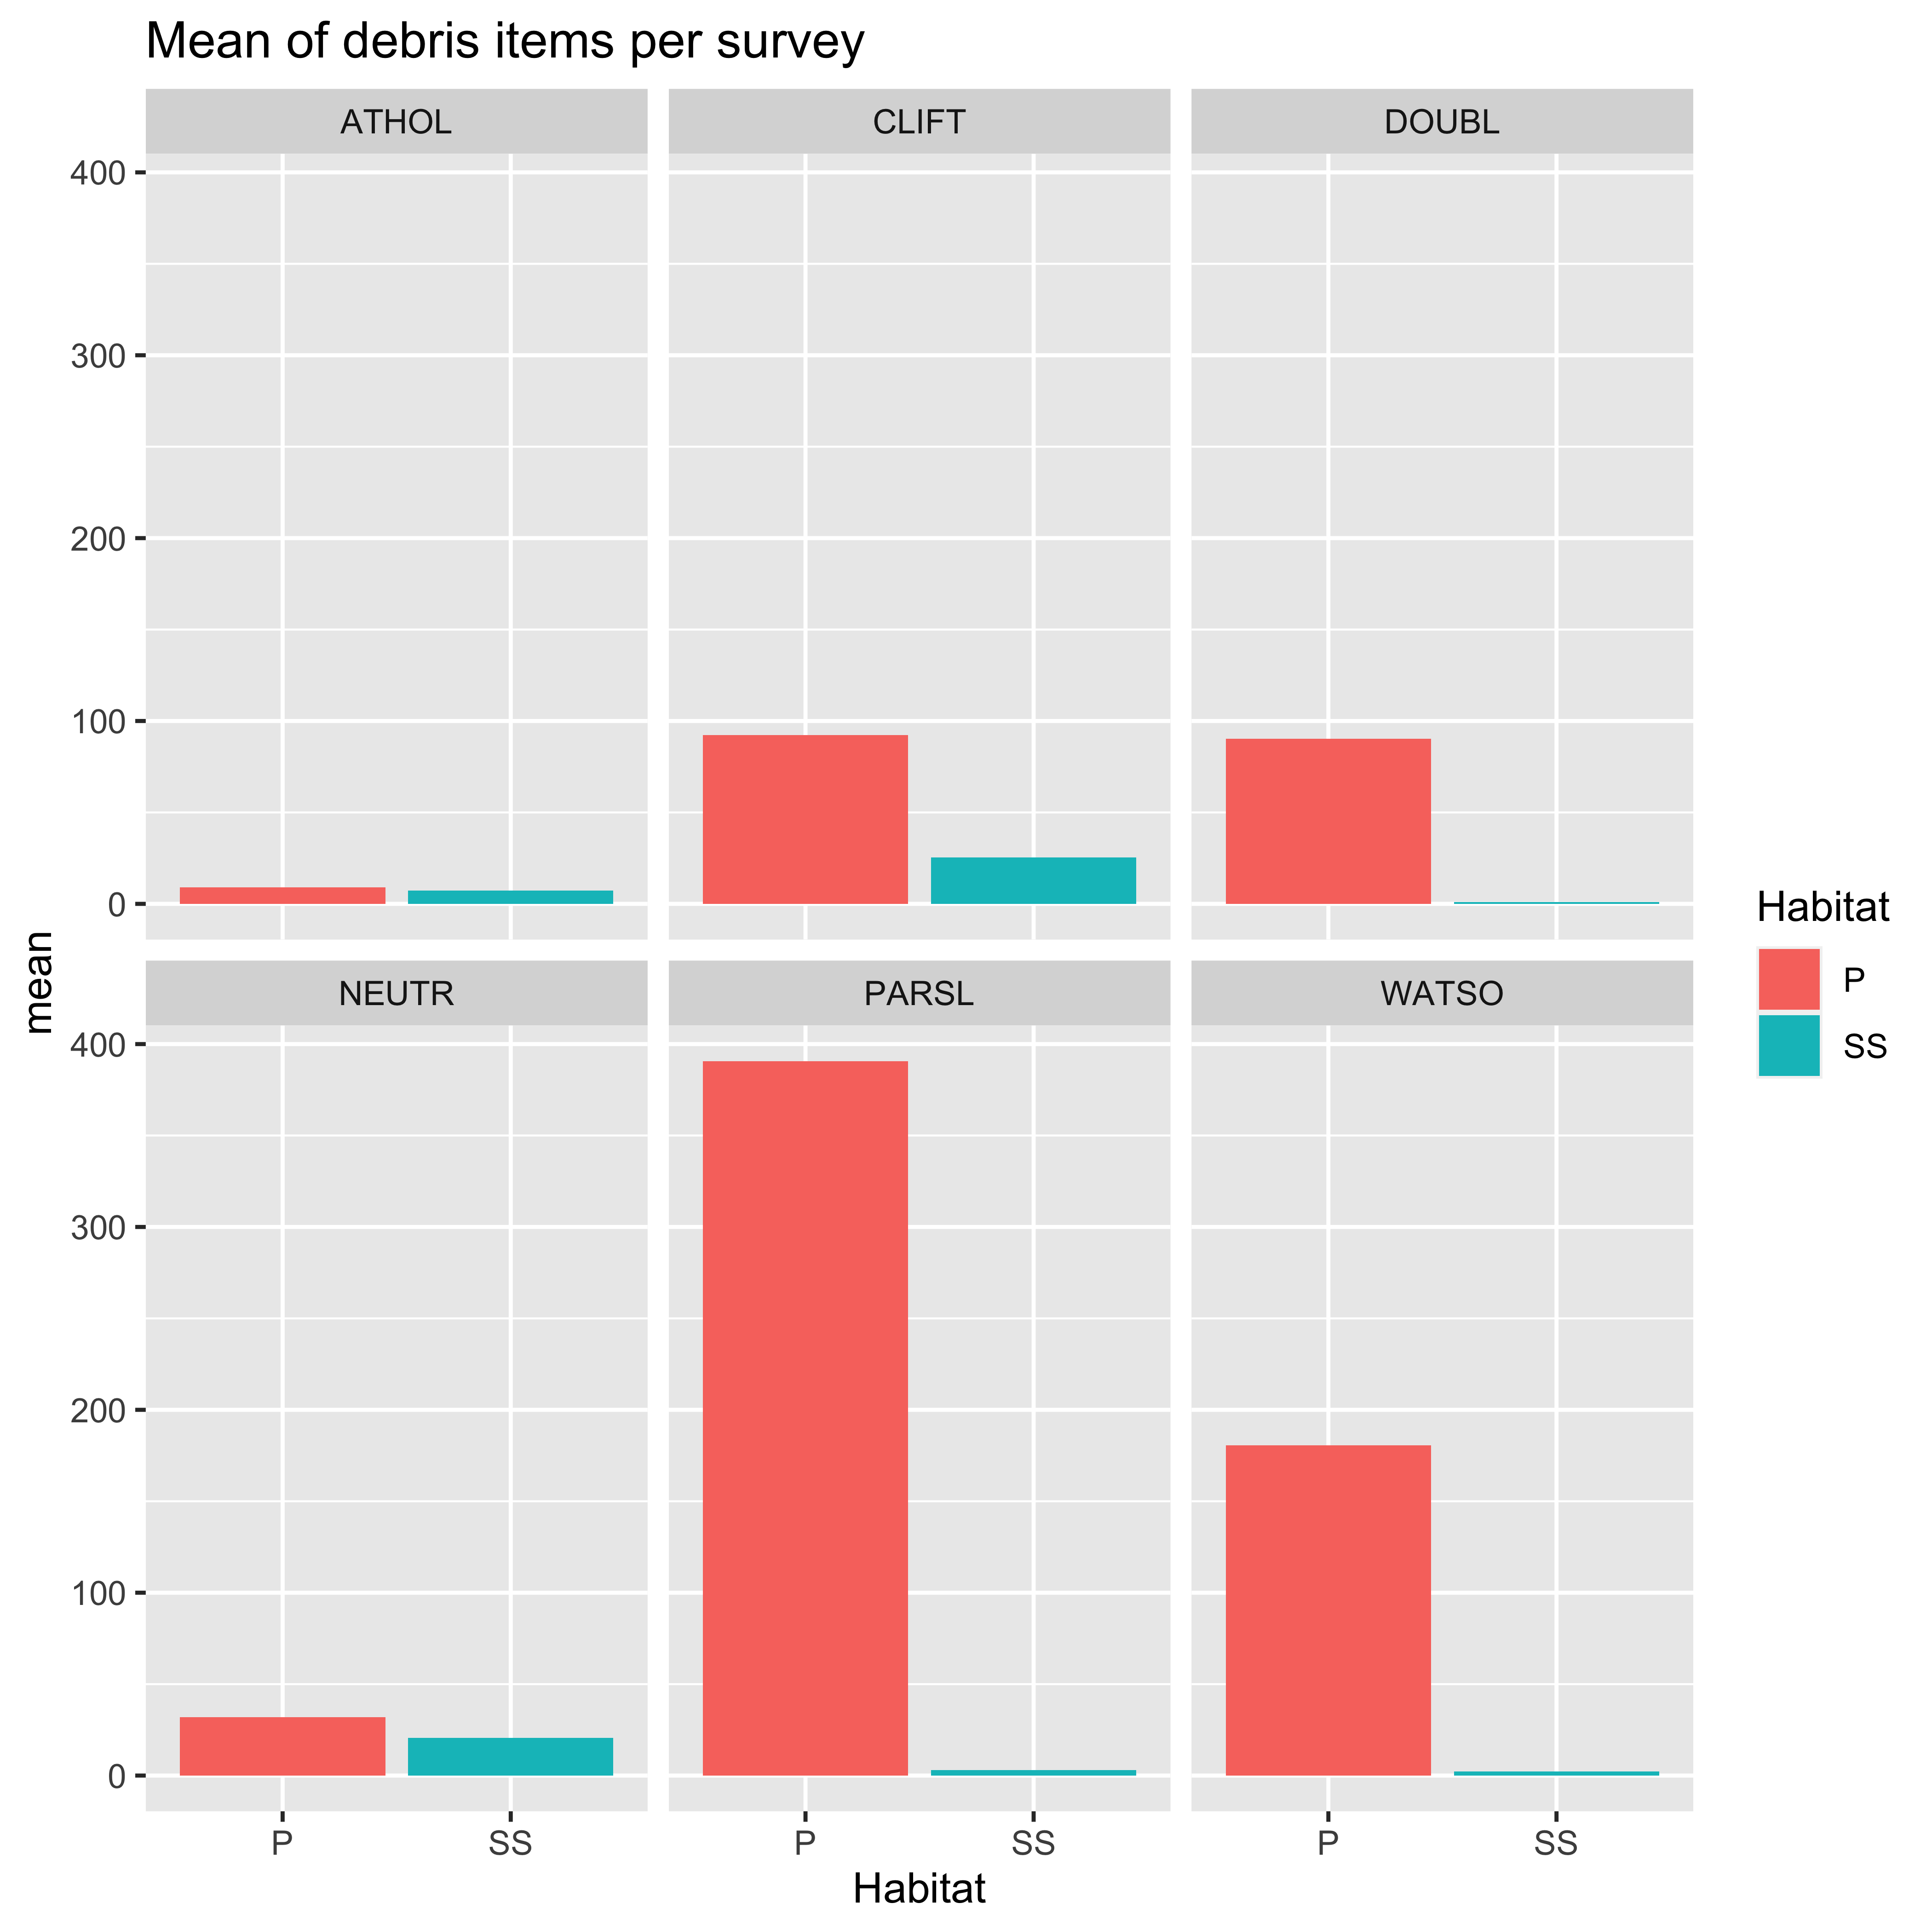 Mean of debris items per survey
ATHOL
CLIFT
DOUBL
400
300
200
100
0
mean
NEUTR
PARSL
WATSO
400
300
200
100
0
P
SS
P
SS
P
SS
Habitat
Habitat
P
SS